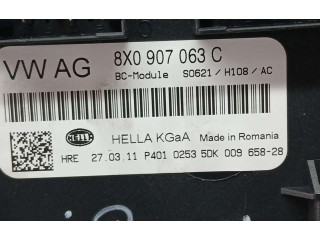 VW AG 8X0 907 063 C
BC-Module S0621 / H108 / AC
HELLA
HELLA KGaA Made in Romania
HRE 27.03.11 P401 0253 5DK 009 658-28